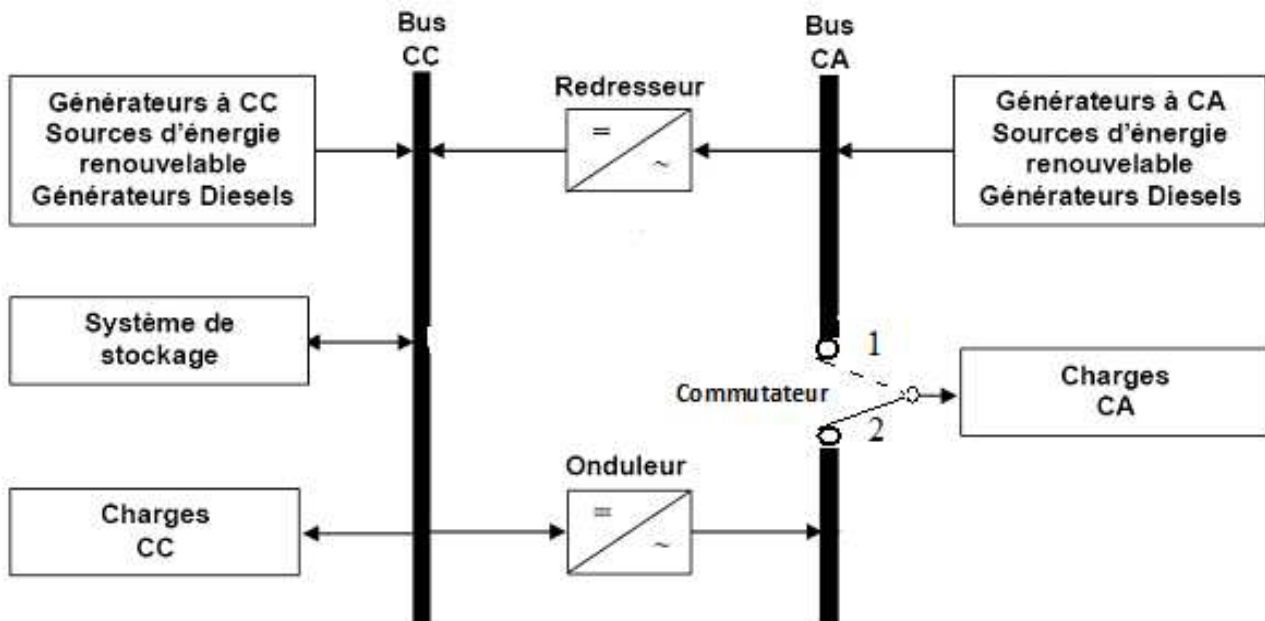 Bus
CC
Bus
CA
Générateurs à CC
Sources d'énergie
renouvelable
Générateurs Diesels
Redresseur
=
~
Générateurs à CA
Sources d'énergie
renouvelable
Générateurs Diesels
Système de
stockage
1
Commutateur
2
Charges
CA
Charges
CC
Onduleur
=
~